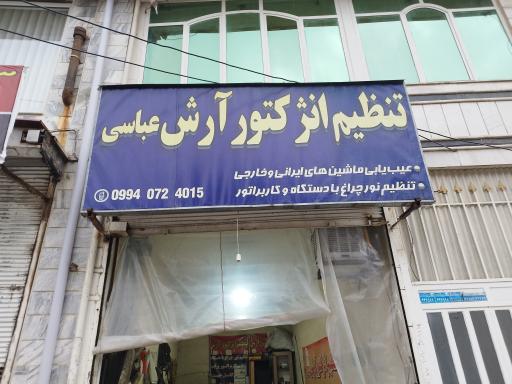 تنظیم انژکتور آرش عباسی
عیب یابی ماشین های ایرانی و خارجی
تنظیم نور چراغ با دستگاه و کاربراتور
0994 072 4015